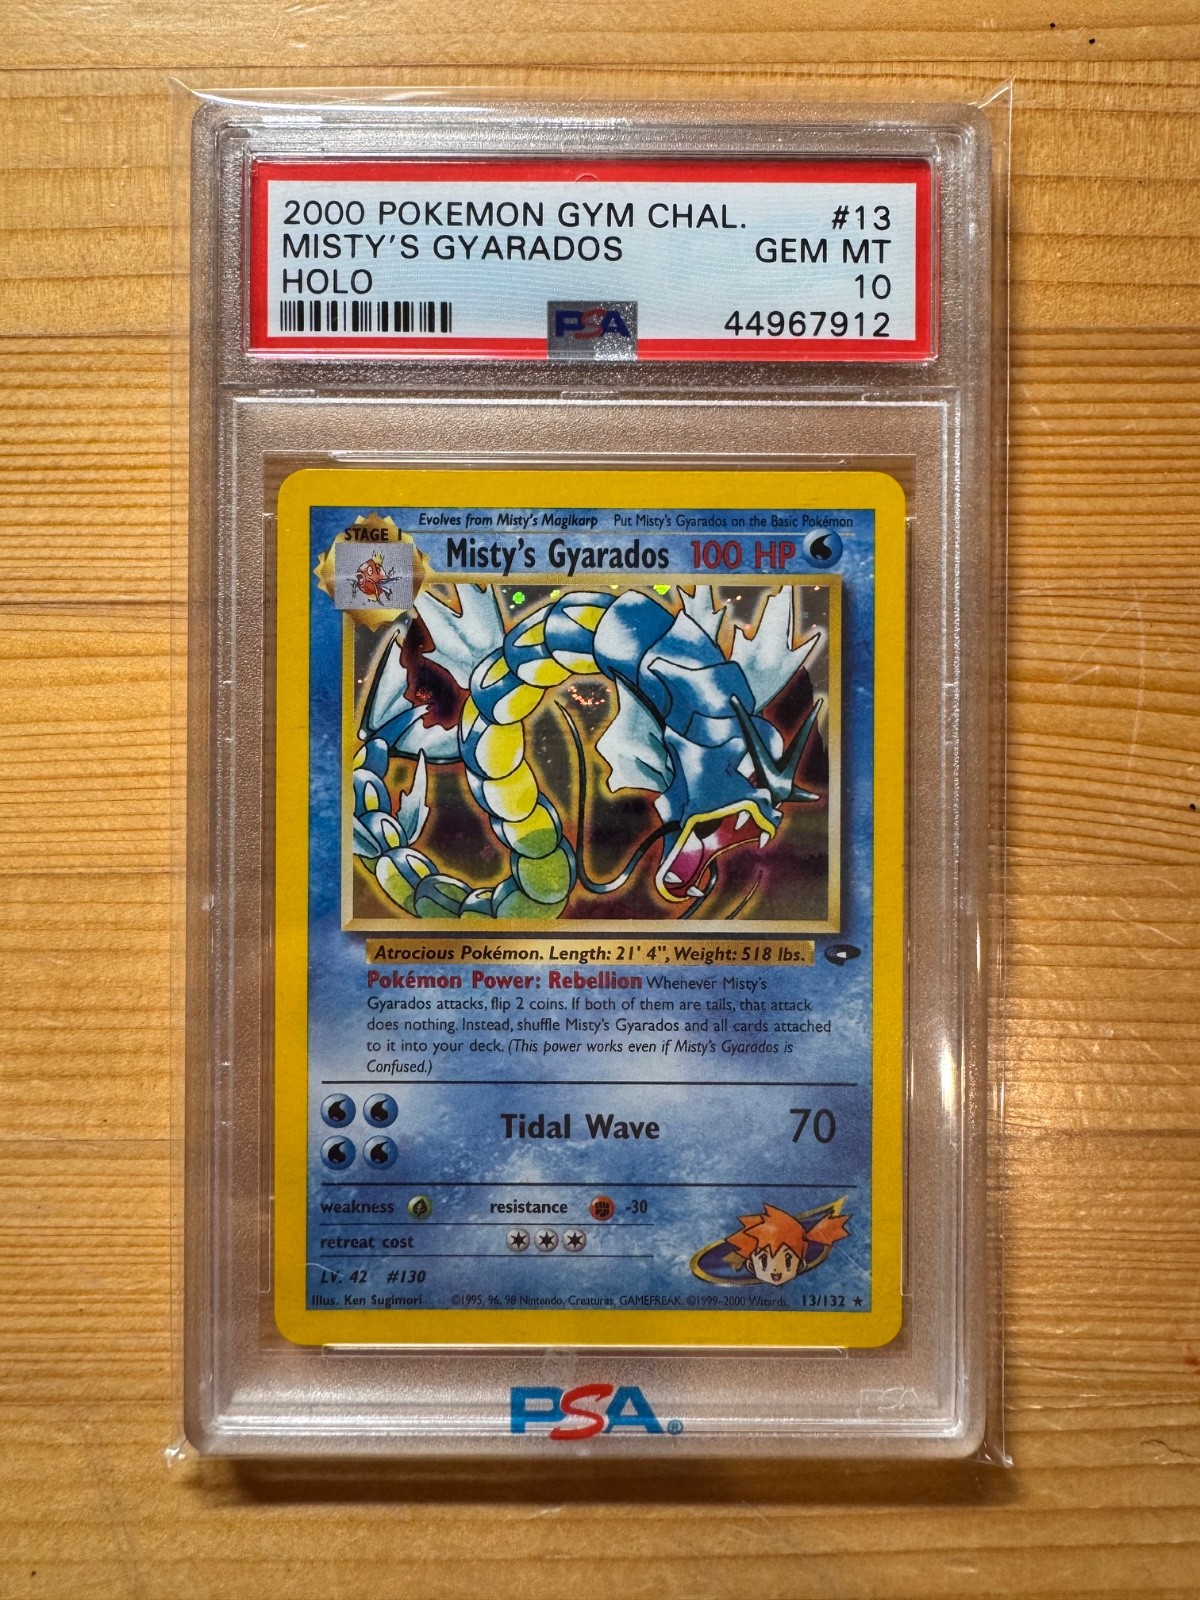 2000 POKEMON GYM CHAL. #13
MISTY'S GYARADOS GEM MT
HOLO 10
PSA 44967912
Evolves from Misty's Magikarp Put Misty's Gyarados on the Basic Pokémon
STAGE 1
Misty's Gyarados 100 HP
Atrocious Pokémon. Length: 21' 4", Weight: 518 lbs.
Pokémon Power: Rebellion Whenever Misty's
Gyarados attacks, flip 2 coins. If both of them are tails, that attack
does nothing. Instead, shuffle Misty's Gyarados and all cards attached
to it into your deck. (This power works even if Misty's Gyarados is
Confused.)
Tidal Wave 70
weakness resistance -30
retreat cost
LV. 42 #130
Illus. Ken Sugimori ©1995, 96, 98 Nintendo, Creatures, GAMEFREAK. ©1999-2000 Wizards. 13/132 ★
PSA
PSA®